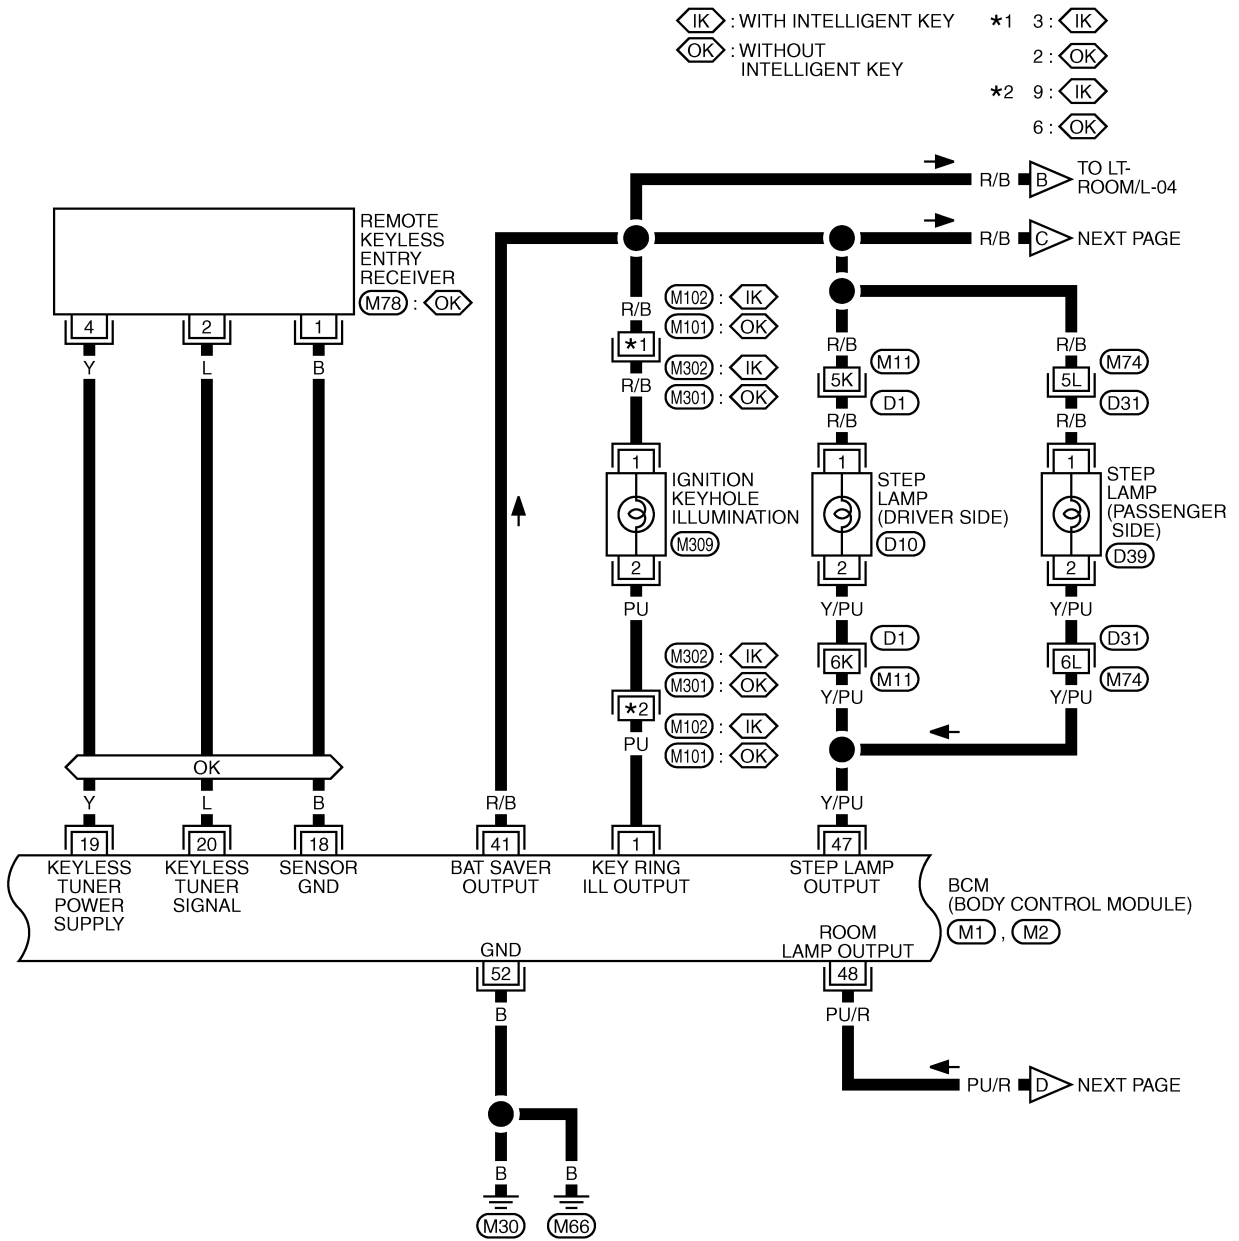 IK : WITH INTELLIGENT KEY
OK : WITHOUT
INTELLIGENT KEY
*1 3 : IK
2 : OK
*2 9 : IK
6 : OK
R/B B TO LT-
ROOM/L-04
R/B C NEXT PAGE
REMOTE
KEYLESS
ENTRY
RECEIVER
M78 : OK
4 2 1
Y L B
R/B
M102 : IK
M101 : OK
*1
M302 : IK
M301 : OK
R/B
R/B
M11
5K
D1
R/B
R/B
M74
5L
D31
R/B
1
IGNITION
KEYHOLE
ILLUMINATION
M309
2
PU
1
STEP
LAMP
(DRIVER SIDE)
D10
2
Y/PU
1
STEP
LAMP
(PASSENGER
SIDE)
D39
2
Y/PU
M302 : IK
M301 : OK
*2
M102 : IK
M101 : OK
PU
D1
6K
M11
Y/PU
D31
6L
M74
Y/PU
OK
Y L B R/B Y/PU
19 20 18 41 1 47
KEYLESS
TUNER
POWER
SUPPLY
KEYLESS
TUNER
SIGNAL
SENSOR
GND
BAT SAVER
OUTPUT
KEY RING
ILL OUTPUT
STEP LAMP
OUTPUT
BCM
(BODY CONTROL MODULE)
M1 , M2
GND
ROOM
LAMP OUTPUT
52 48
B PU/R
PU/R D NEXT PAGE
B B
M30 M66